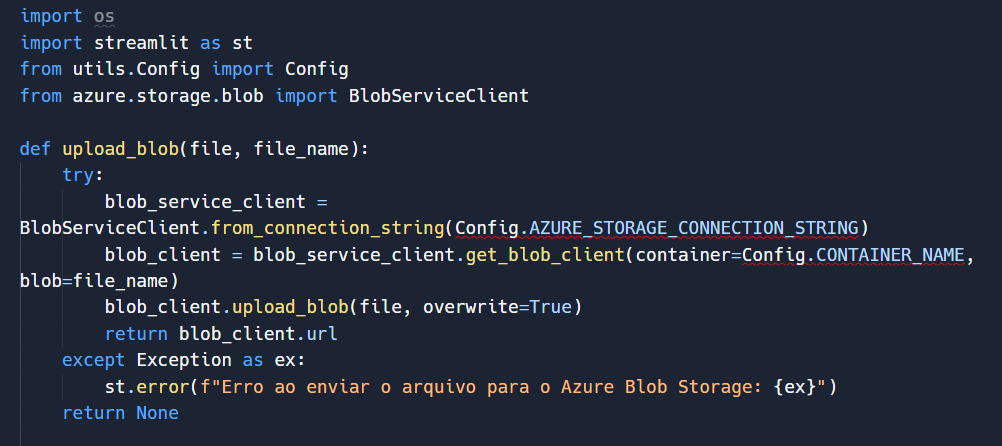 import os
import streamlit as st
from utils.Config import Config
from azure.storage.blob import BlobServiceClient

def upload_blob(file, file_name):
    try:
        blob_service_client =
BlobServiceClient.from_connection_string(Config.AZURE_STORAGE_CONNECTION_STRING)
        blob_client = blob_service_client.get_blob_client(container=Config.CONTAINER_NAME,
blob=file_name)
        blob_client.upload_blob(file, overwrite=True)
        return blob_client.url
    except Exception as ex:
        st.error(f"Erro ao enviar o arquivo para o Azure Blob Storage: {ex}")
    return None